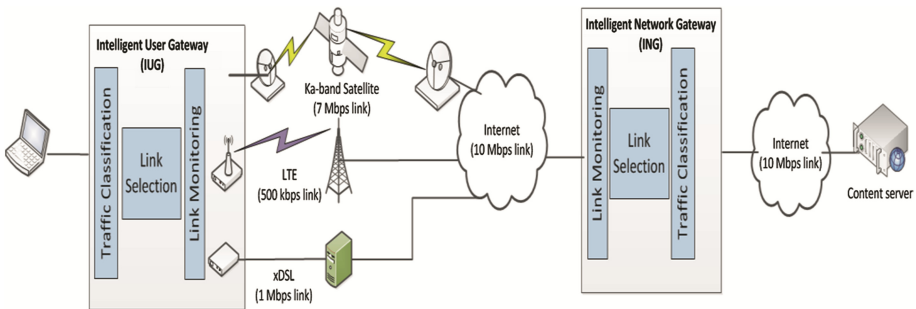 Intelligent User Gateway
(IUG)
Traffic Classification
Link
Selection
Link Monitoring
Ka-band Satellite
(7 Mbps link)
LTE
(500 kbps link)
xDSL
(1 Mbps link)
Internet
(10 Mbps link)
Intelligent Network Gateway
(ING)
Link Monitoring
Link
Selection
Traffic Classification
Internet
(10 Mbps link)
Content server